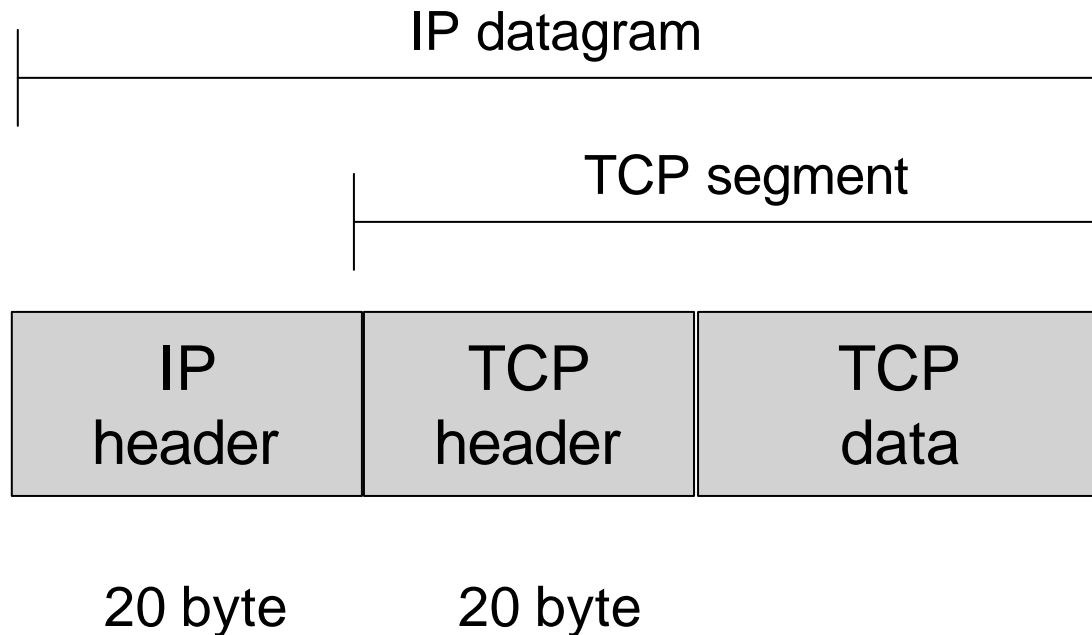 IP datagram
TCP segment
IP
header
TCP
header
TCP
data
20 byte
20 byte